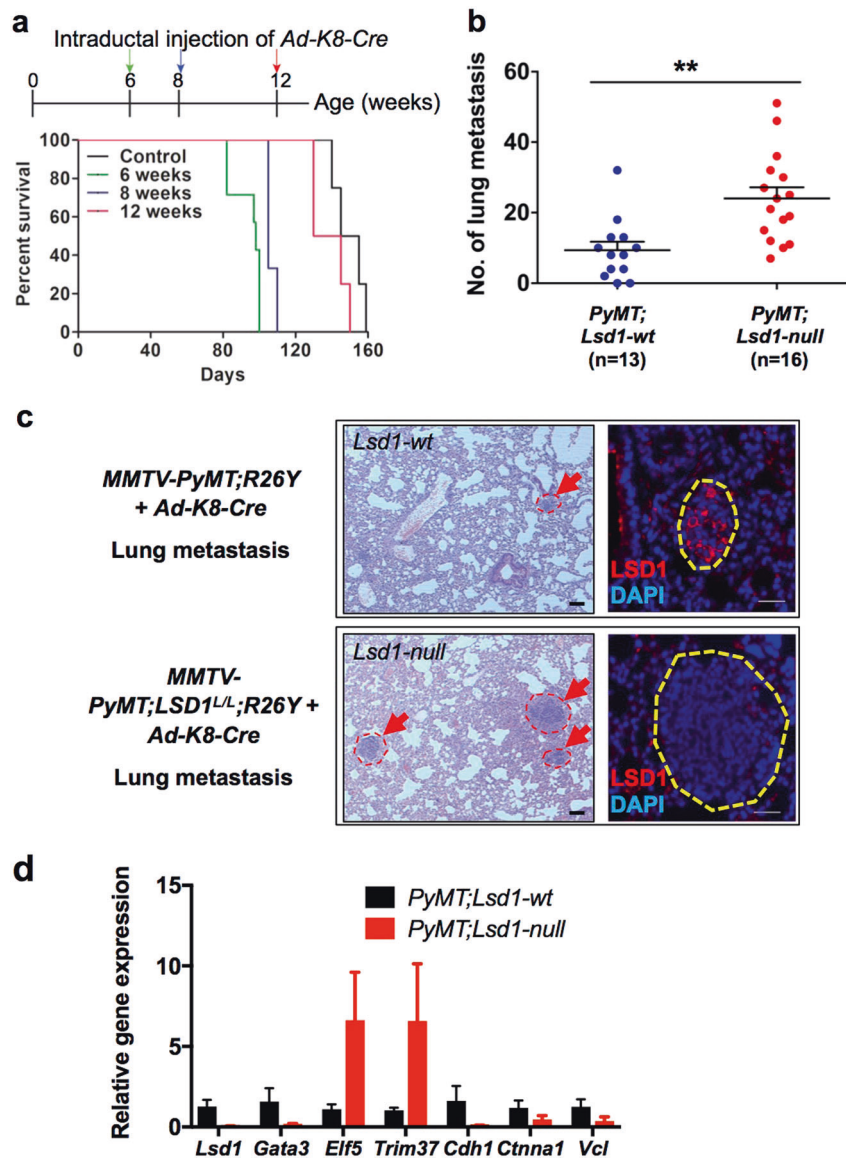 a
Intraductal injection of Ad-K8-Cre
0 6 8 12
Age (weeks)
Percent survival
100
80
60
40
20
0
Control
6 weeks
8 weeks
12 weeks
0 40 80 120 160
Days
b
**
No. of lung metastasis
60
40
20
0
PyMT; PyMT;
Lsd1-wt Lsd1-null
(n=13) (n=16)
c
MMTV-PyMT;R26Y
+ Ad-K8-Cre
Lung metastasis
Lsd1-wt
LSD1
DAPI
MMTV-
PyMT;LSD1L/L;R26Y +
Ad-K8-Cre
Lung metastasis
Lsd1-null
LSD1
DAPI
d
Relative gene expression
15
10
5
0
PyMT;Lsd1-wt
PyMT;Lsd1-null
Lsd1 Gata3 Elf5 Trim37 Cdh1 Ctnna1 Vcl